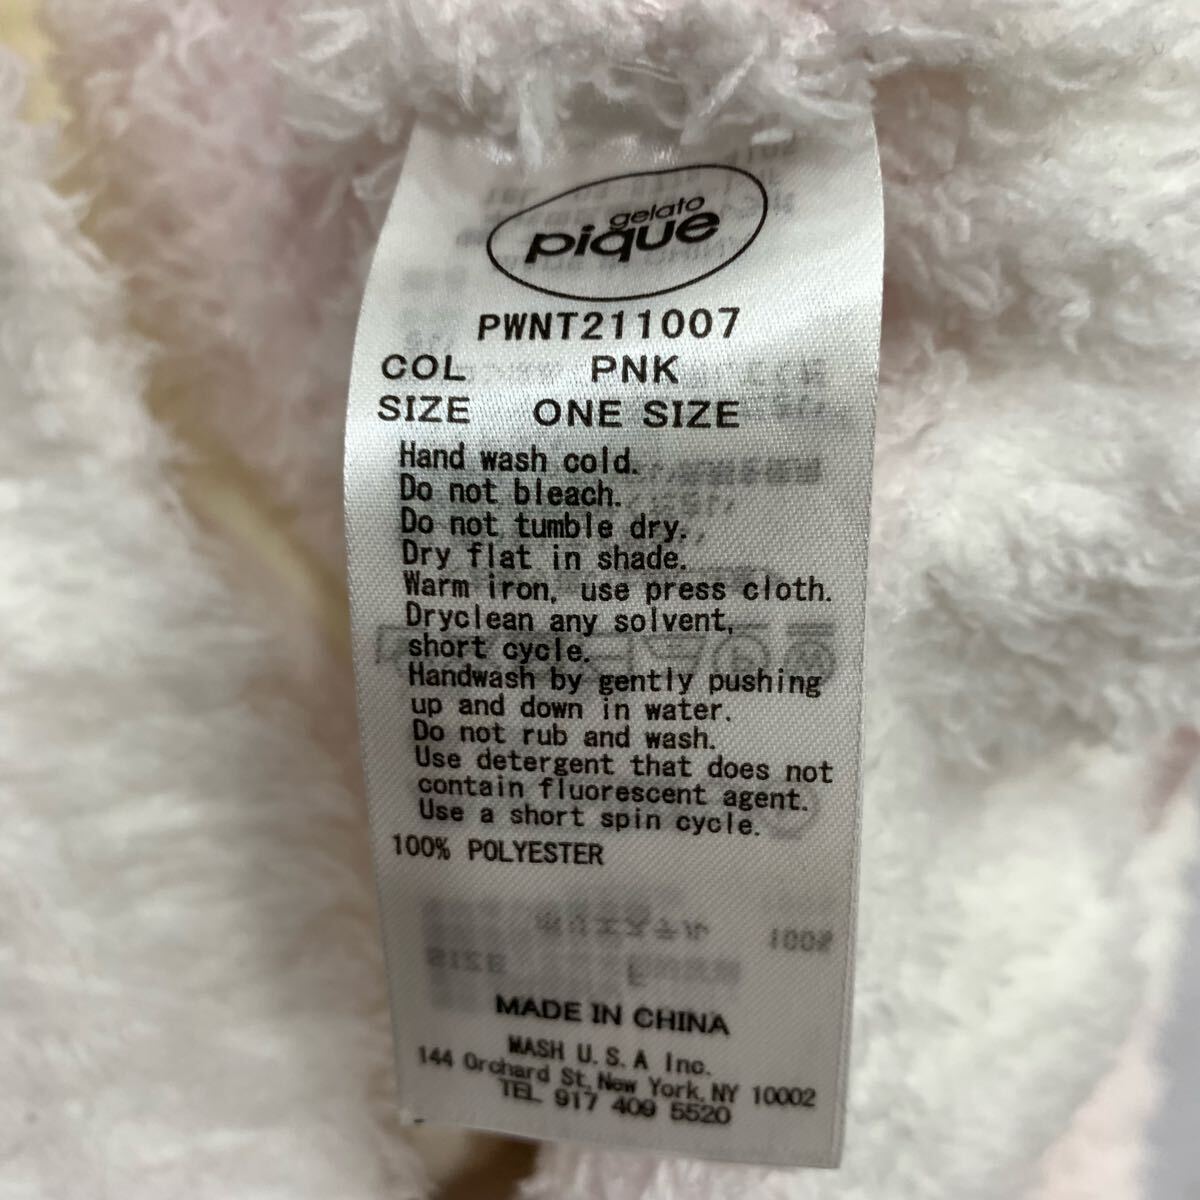 gelato
pique
PWNT211007
COL PNK
SIZE ONE SIZE
Hand wash cold.
Do not bleach.
Do not tumble dry.
Dry flat in shade.
Warm iron, use press cloth.
Dryclean any solvent,
short cycle.
Handwash by gently pushing
up and down in water.
Do not rub and wash.
Use detergent that does not
contain fluorescent agent.
Use a short spin cycle.
100% POLYESTER
MADE IN CHINA
MASH U.S.A Inc.
144 Orchard St, New York, NY 10002
TEL 917 409 5520